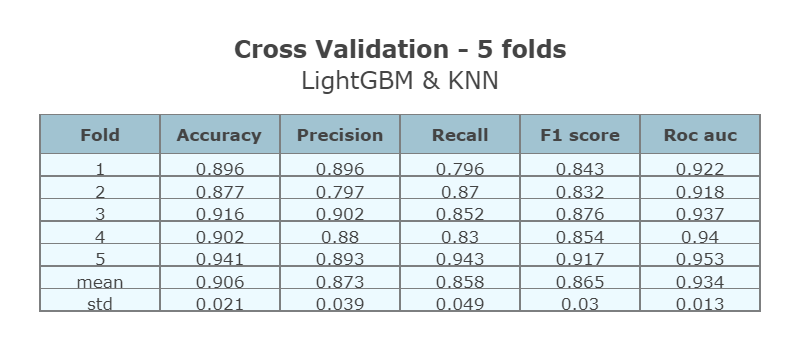 Cross Validation - 5 folds
LightGBM & KNN
Fold Accuracy Precision Recall F1 score Roc auc
1 0.896 0.896 0.796 0.843 0.922
2 0.877 0.797 0.87 0.832 0.918
3 0.916 0.902 0.852 0.876 0.937
4 0.902 0.88 0.83 0.854 0.94
5 0.941 0.893 0.943 0.917 0.953
mean 0.906 0.873 0.858 0.865 0.934
std 0.021 0.039 0.049 0.03 0.013